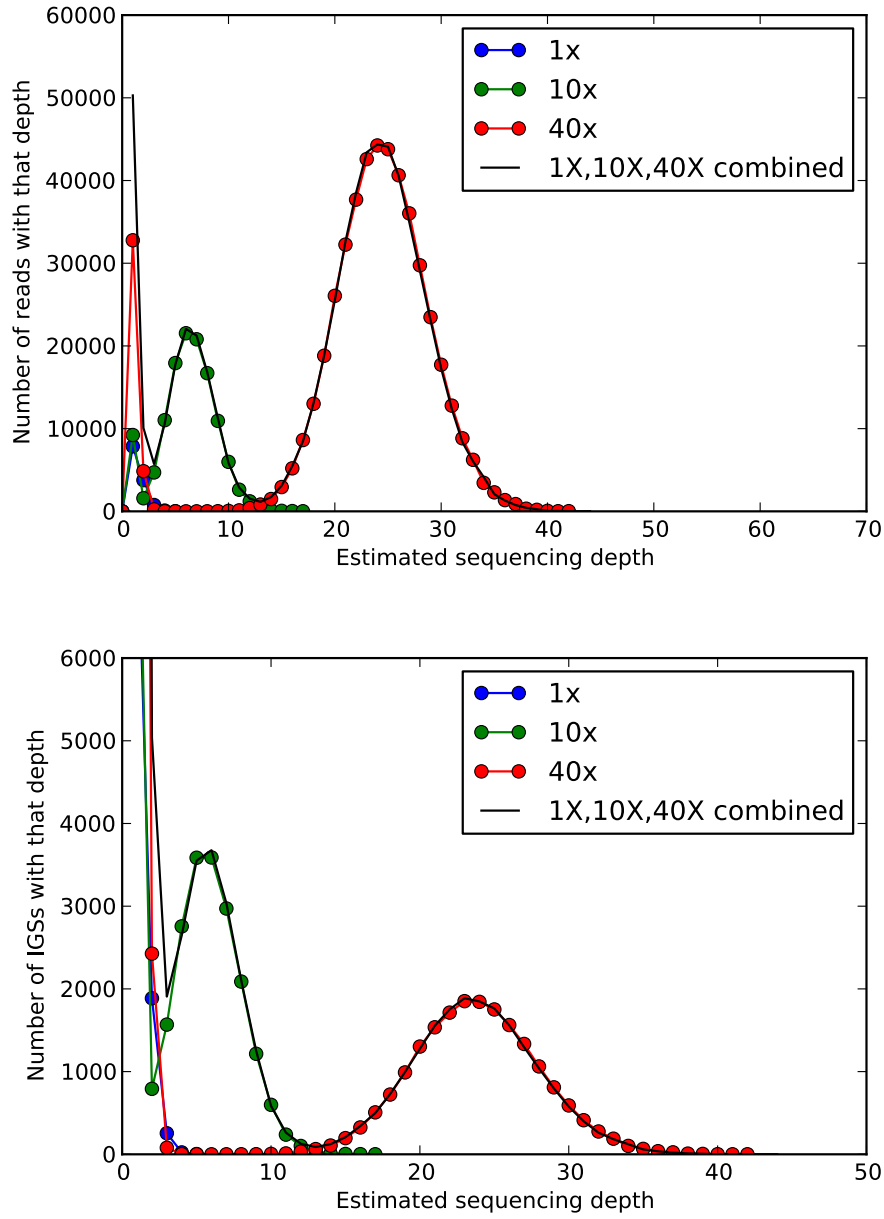 60000
50000
40000
30000
20000
10000
0
Number of reads with that depth
1x
10x
40x
1X,10X,40X combined
0 10 20 30 40 50 60 70
Estimated sequencing depth
6000
5000
4000
3000
2000
1000
0
Number of IGSs with that depth
1x
10x
40x
1X,10X,40X combined
0 10 20 30 40 50
Estimated sequencing depth